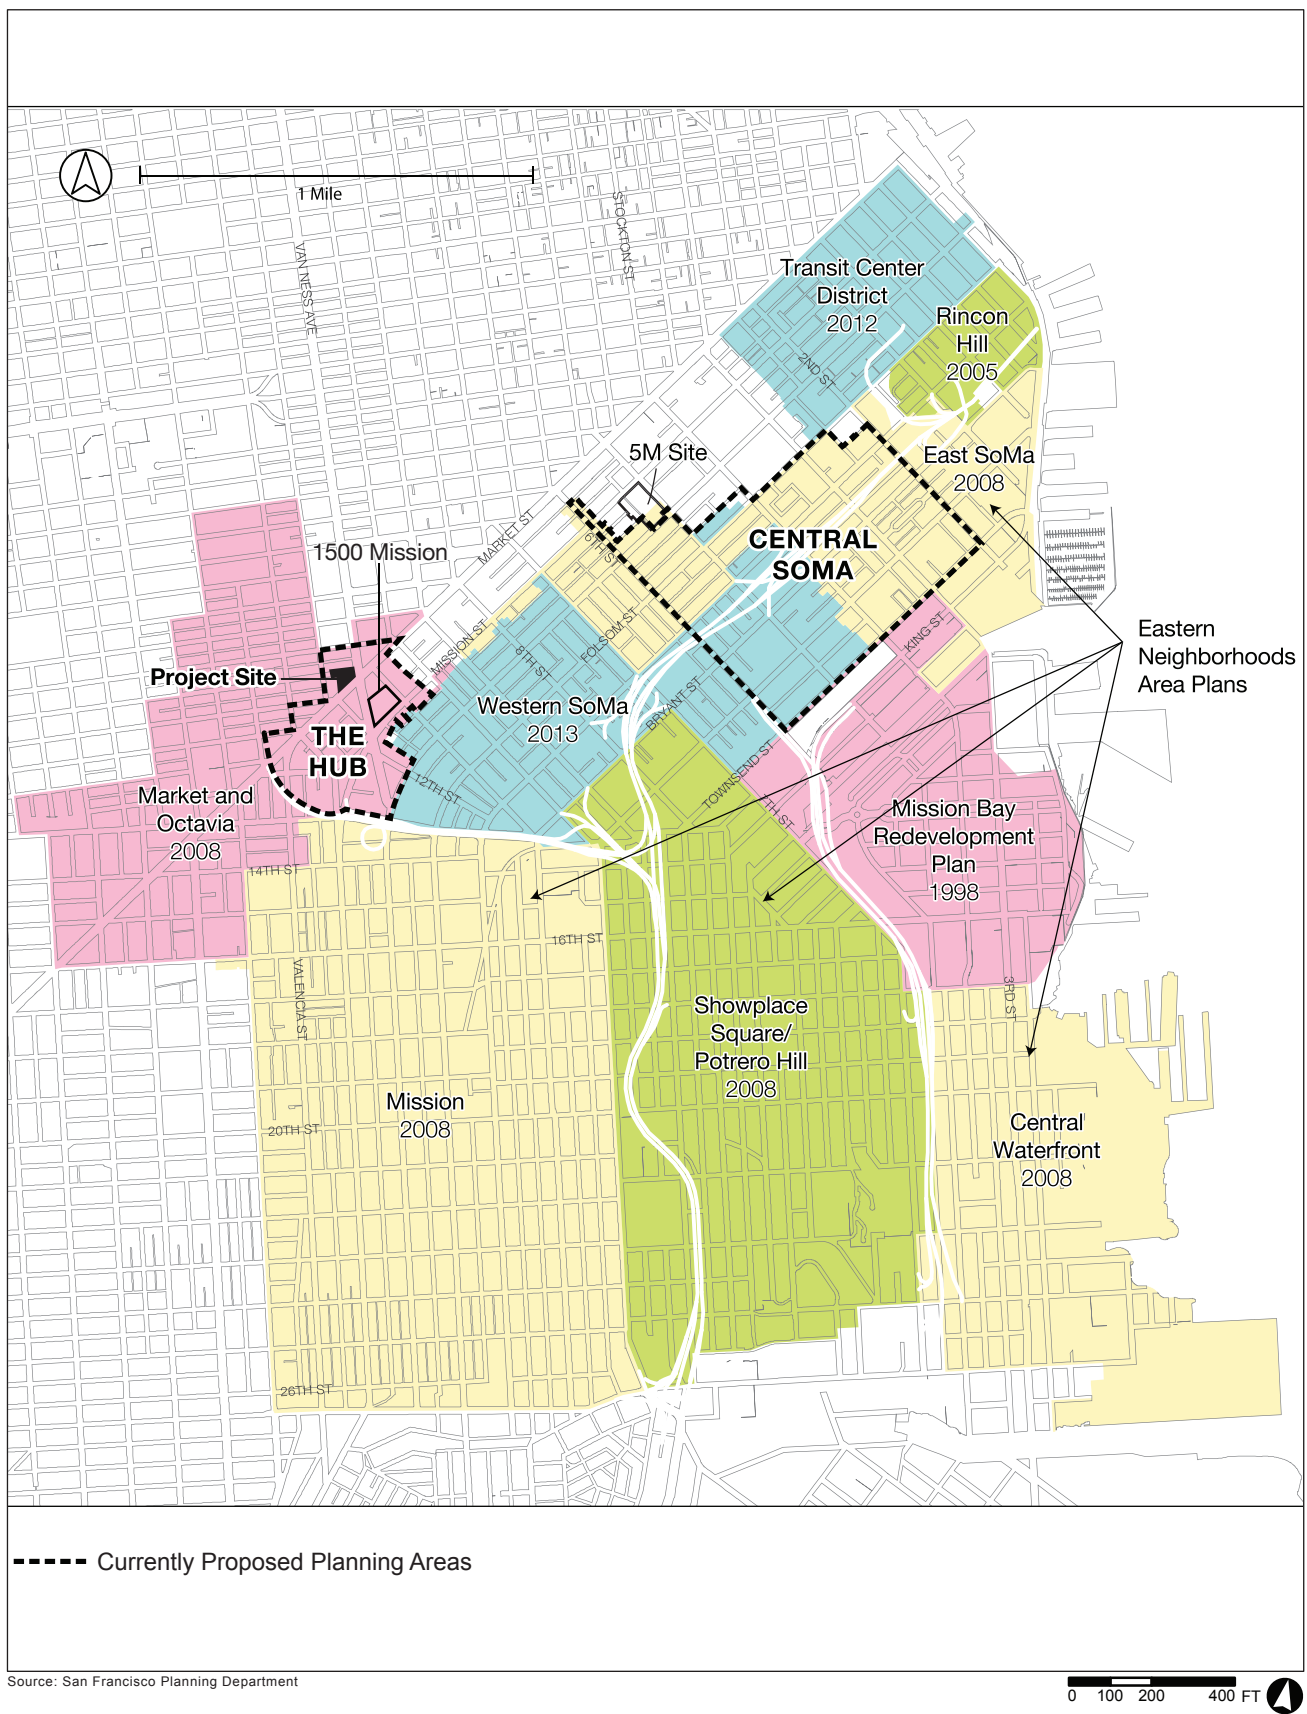 1 Mile
STOCKTON ST
VAN NESS AVE
Transit Center
District
2012
Rincon
Hill
2005
2ND ST
5M Site
East SoMa
2008
MARKET ST
6TH ST
CENTRAL
SOMA
1500 Mission
MISSION ST
8TH ST
FOLSOM ST
KING ST
Eastern
Neighborhoods
Area Plans
Project Site
Western SoMa
2013
BRYANT ST
THE
HUB
12TH ST
TOWNSEND ST
7TH ST
Market and
Octavia
2008
Mission Bay
Redevelopment
Plan
1998
14TH ST
16TH ST
VALENCIA ST
3RD ST
Showplace
Square/
Potrero Hill
2008
Mission
2008
20TH ST
Central
Waterfront
2008
26TH ST
Currently Proposed Planning Areas
Source: San Francisco Planning Department
0 100 200 400 FT